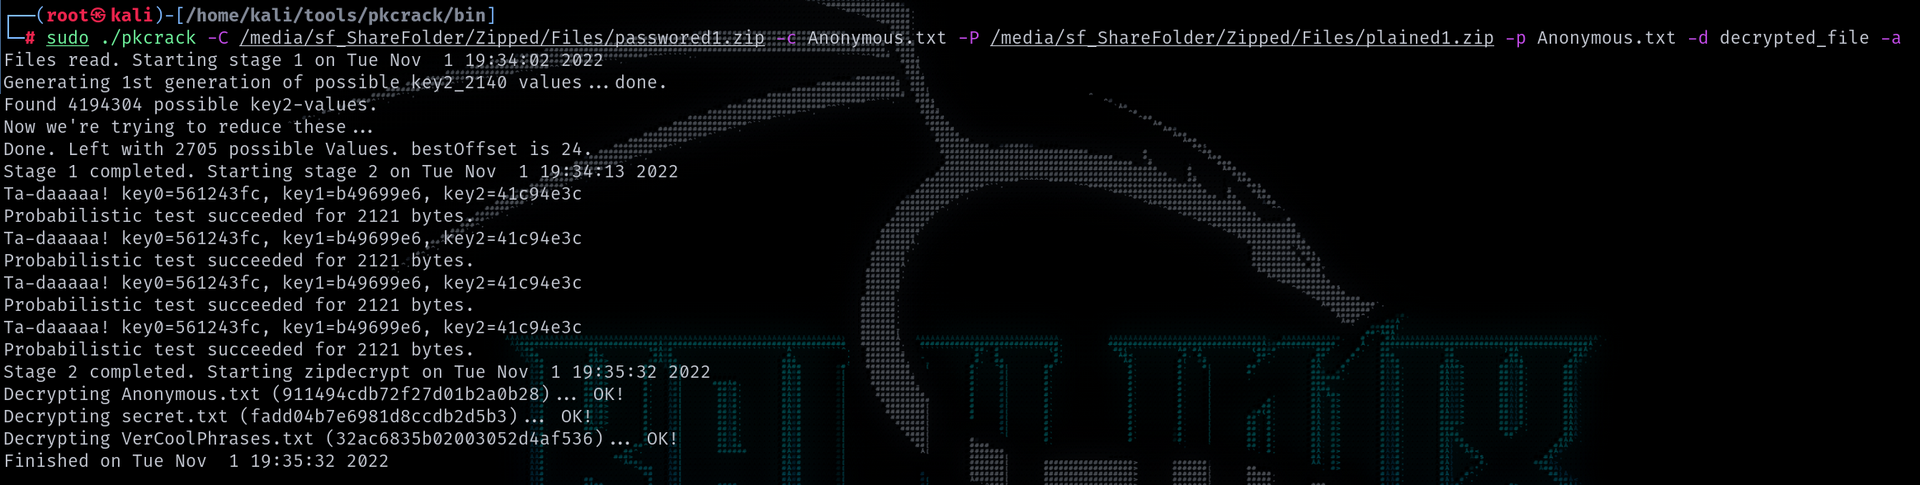 ┌──(root㉿kali)-[/home/kali/tools/pkcrack/bin]
└─# sudo ./pkcrack -C /media/sf_ShareFolder/Zipped/Files/passwored1.zip -c Anonymous.txt -P /media/sf_ShareFolder/Zipped/Files/plained1.zip -p Anonymous.txt -d decrypted_file -a
Files read. Starting stage 1 on Tue Nov  1 19:34:02 2022
Generating 1st generation of possible key2_2140 values...done.
Found 4194304 possible key2-values.
Now we're trying to reduce these...
Done. Left with 2705 possible Values. bestOffset is 24.
Stage 1 completed. Starting stage 2 on Tue Nov  1 19:34:13 2022
Ta-daaaaa! key0=561243fc, key1=b49699e6, key2=41c94e3c
Probabilistic test succeeded for 2121 bytes.
Ta-daaaaa! key0=561243fc, key1=b49699e6, key2=41c94e3c
Probabilistic test succeeded for 2121 bytes.
Ta-daaaaa! key0=561243fc, key1=b49699e6, key2=41c94e3c
Probabilistic test succeeded for 2121 bytes.
Ta-daaaaa! key0=561243fc, key1=b49699e6, key2=41c94e3c
Probabilistic test succeeded for 2121 bytes.
Stage 2 completed. Starting zipdecrypt on Tue Nov  1 19:35:32 2022
Decrypting Anonymous.txt (911494cdb72f27d01b2a0b28)... OK!
Decrypting secret.txt (fadd04b7e6981d8ccdb2d5b3)... OK!
Decrypting VerCoolPhrases.txt (32ac6835b02003052d4af536)... OK!
Finished on Tue Nov  1 19:35:32 2022
KALI LINUX